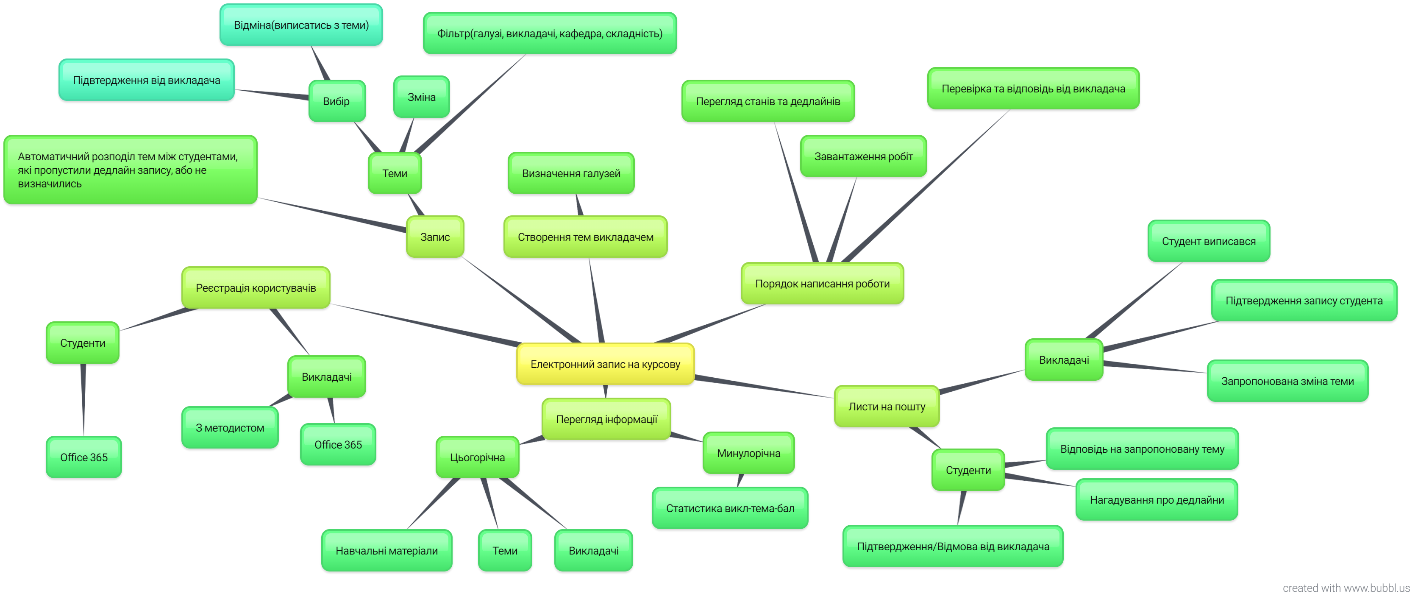 Відміна(виписатись з теми)
Фільтр(галузі, викладачі, кафедра, складність)
Підвтердження від викладача
Вибір
Зміна
Перегляд станів та дедлайнів
Перевірка та відповідь від викладача
Автоматичний розподіл тем між студентами,
які пропустили дедлайн запису, або не
визначились
Теми
Визначення галузей
Завантаження робіт
Запис
Створення тем викладачем
Студент виписався
Реєстрація користувачів
Порядок написання роботи
Підтвердження запису студента
Студенти
Викладачі
Електронний запис на курсову
Викладачі
Запропонована зміна теми
З методистом
Office 365
Перегляд інформації
Листи на пошту
Office 365
Цьогорічна
Минулорічна
Студенти
Відповідь на запропоновану тему
Статистика викл-тема-бал
Нагадування про дедлайни
Навчальні матеріали
Теми
Викладачі
Підтвердження/Відмова від викладача
created with www.bubbl.us